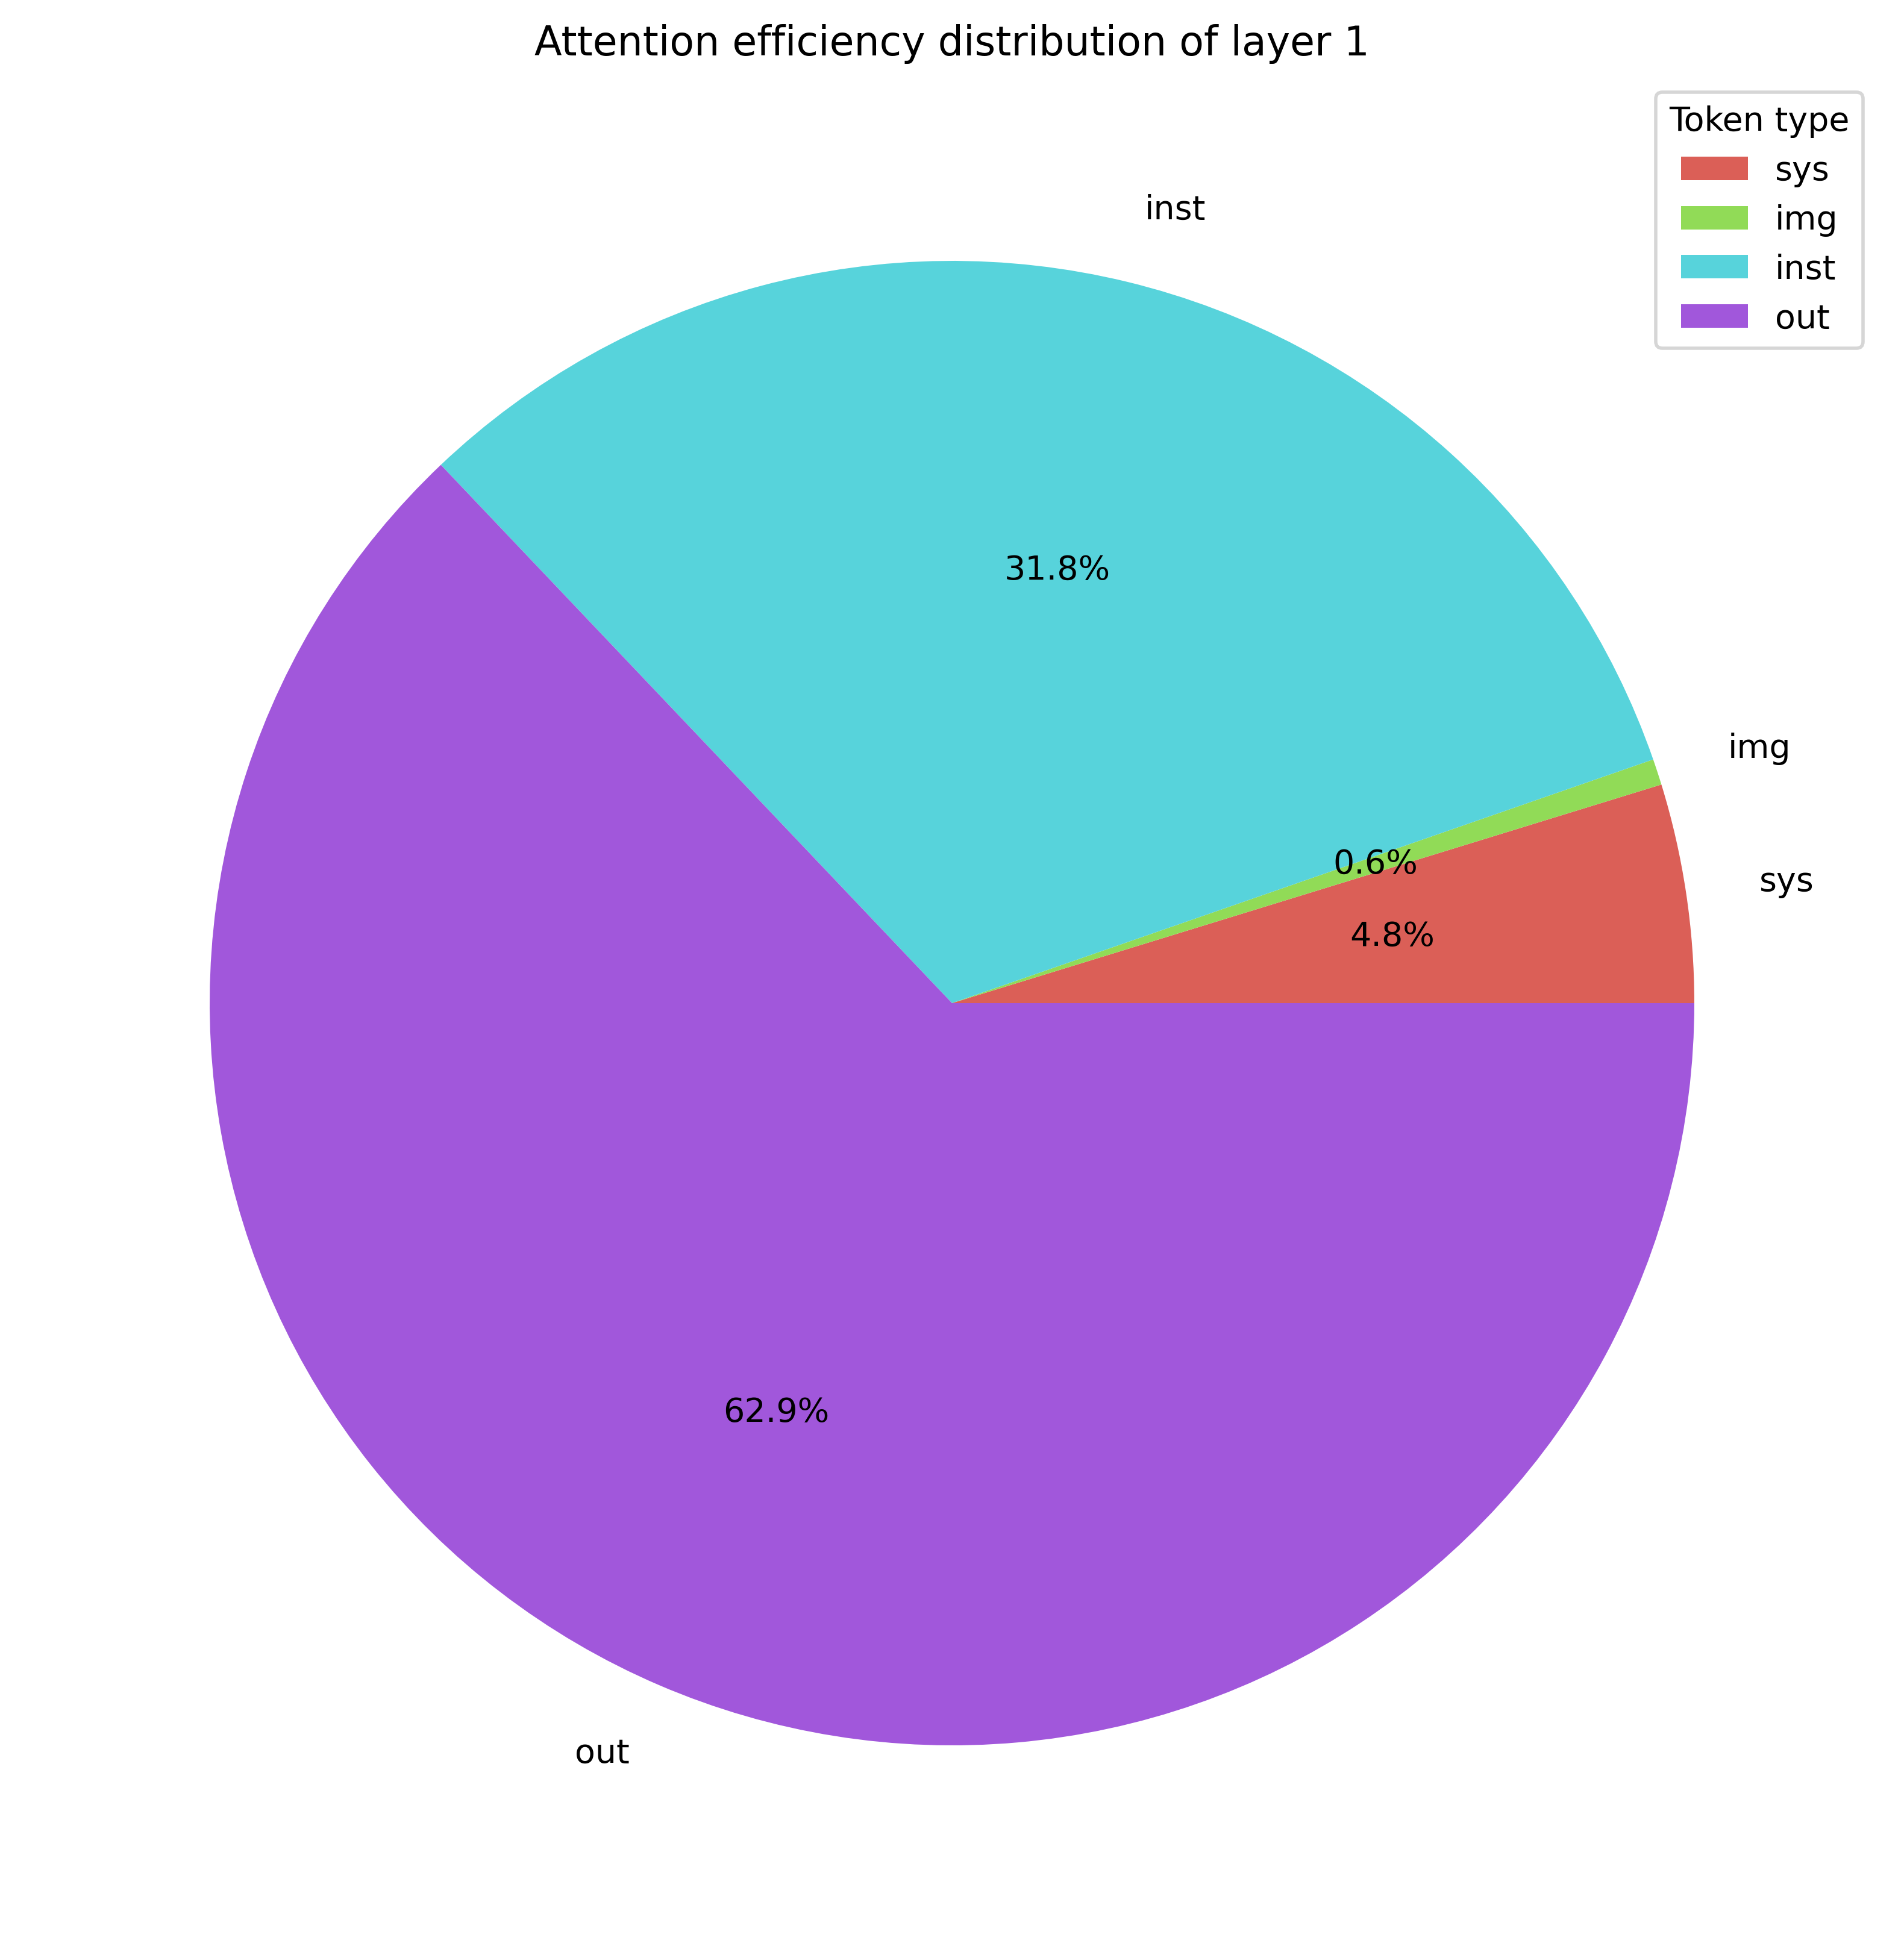 Attention efficiency distribution of layer 1
Token type
sys
img
inst
out
inst
31.8%
img
0.6%
sys
4.8%
62.9%
out